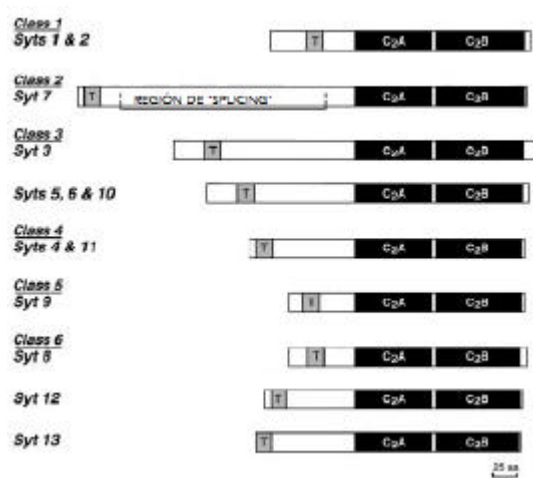 Class 1
Syts 1 & 2
T C₂A C₂B
Class 2
Syt 7
T REGIÓN DE "SPLICING" C₂A C₂B
Class 3
Syt 3
T C₂A C₂B
Syts 5, 6 & 10
T C₂A C₂B
Class 4
Syts 4 & 11
T C₂A C₂B
Class 5
Syt 9
T C₂A C₂B
Class 6
Syt 8
T C₂A C₂B
Syt 12
T C₂A C₂B
Syt 13
T C₂A C₂B
25 aa